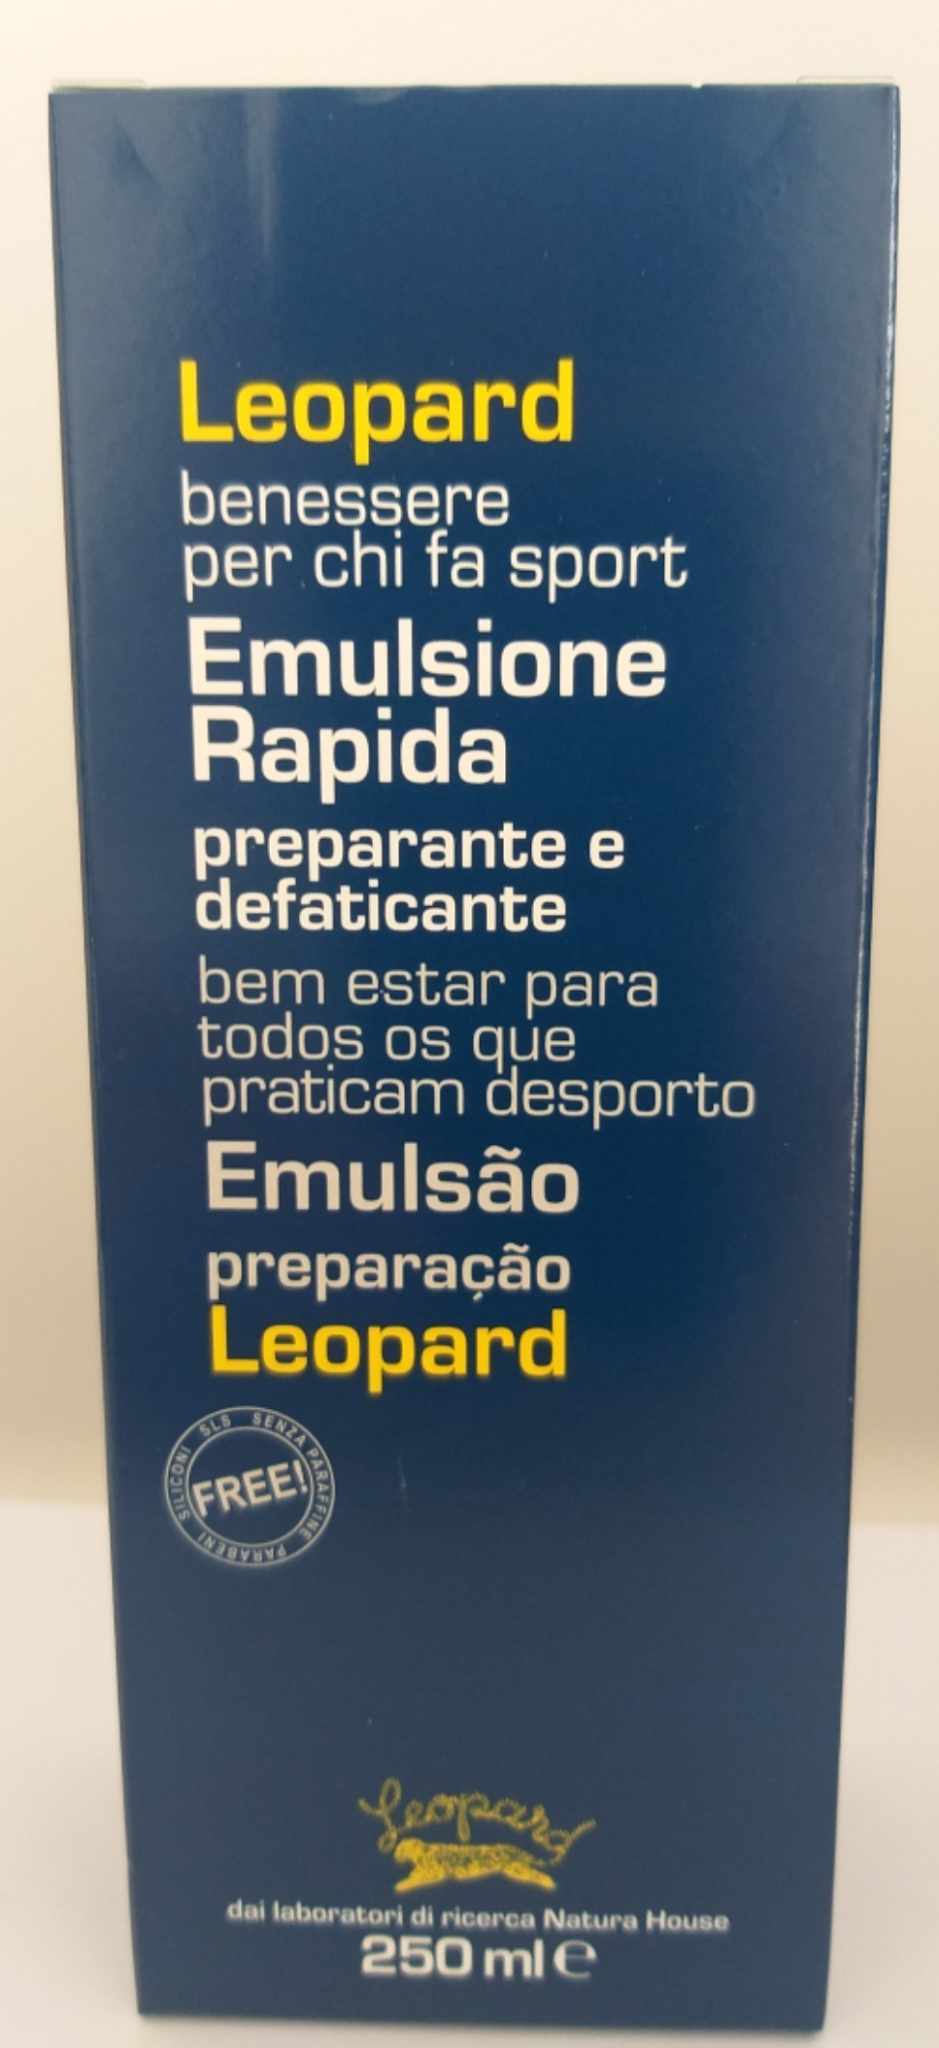 Leopard
benessere
per chi fa sport
Emulsione
Rapida
preparante e
defaticante
bem estar para
todos os que
praticam desporto
Emulsão
preparação
Leopard
SLS SENZA PARAFFINE PARABENI SILICONI
FREE!
Leopard
dai laboratori di ricerca Natura House
250 ml e